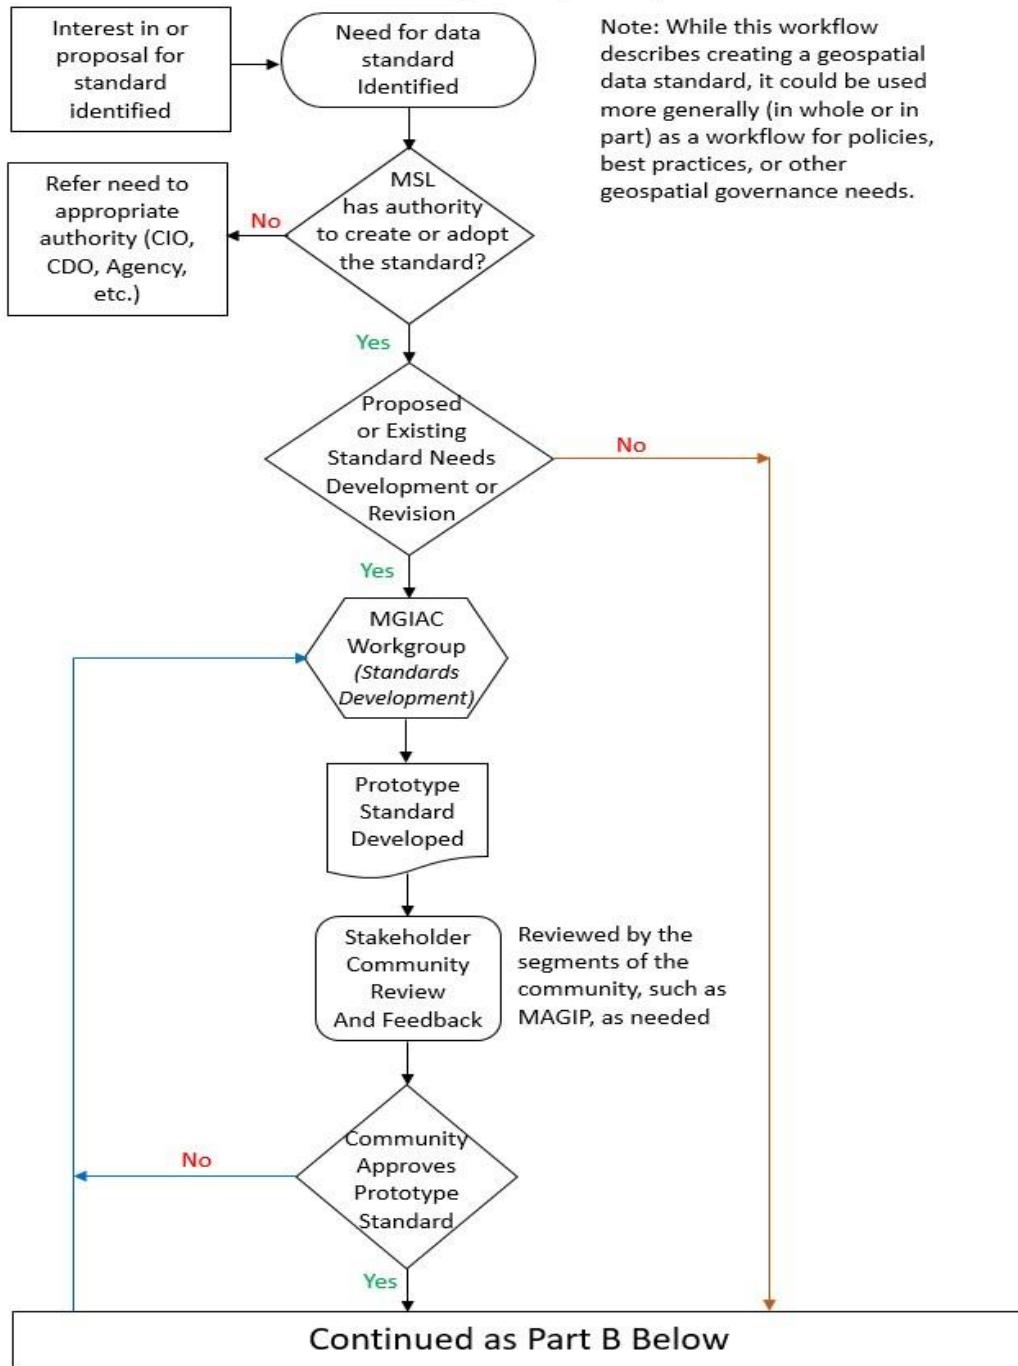 Interest in or
proposal for
standard
identified
Need for data
standard
Identified
Note: While this workflow
describes creating a geospatial
data standard, it could be used
more generally (in whole or in
part) as a workflow for policies,
best practices, or other
geospatial governance needs.
MSL
has authority
to create or adopt
the standard?
No
Refer need to
appropriate
authority (CIO,
CDO, Agency,
etc.)
Yes
Proposed
or Existing
Standard Needs
Development or
Revision
No
Yes
MGIAC
Workgroup
(Standards
Development)
Prototype
Standard
Developed
Stakeholder
Community
Review
And Feedback
Reviewed by the
segments of the
community, such as
MAGIP, as needed
Community
Approves
Prototype
Standard
No
Yes
Continued as Part B Below